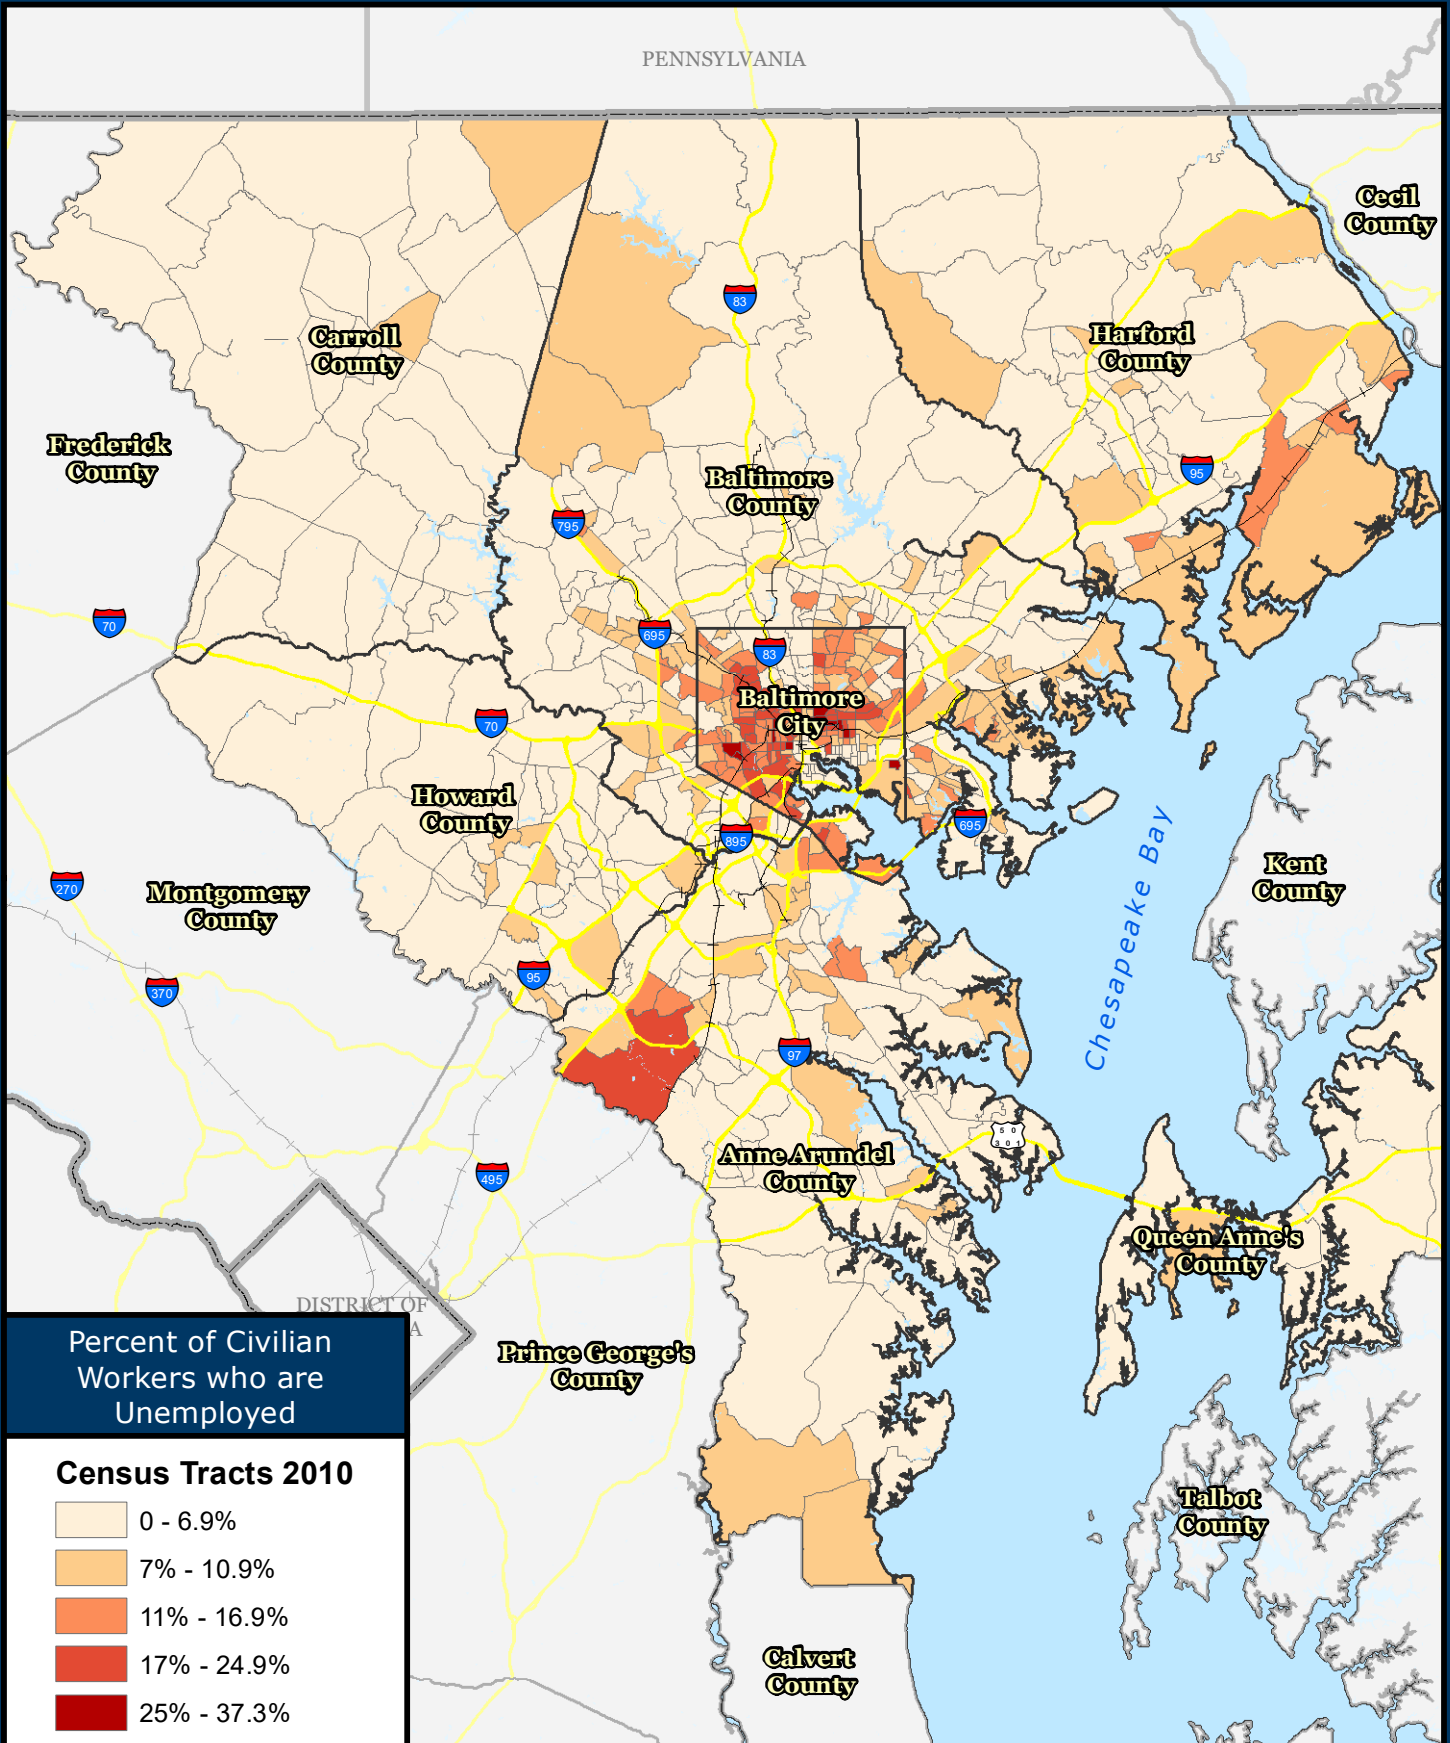 PENNSYLVANIA
Cecil
County
83
Carroll
County
Harford
County
Frederick
County
Baltimore
County
95
795
70
695
83
Baltimore
City
70
Howard
County
695
895
Chesapeake Bay
Kent
County
270
Montgomery
County
95
370
97
50
301
Anne Arundel
County
495
Queen Anne's
County
DISTRICT OF
A
Prince George's
County
Talbot
County
Calvert
County
Percent of Civilian
Workers who are
Unemployed
Census Tracts 2010
0 - 6.9%
7% - 10.9%
11% - 16.9%
17% - 24.9%
25% - 37.3%